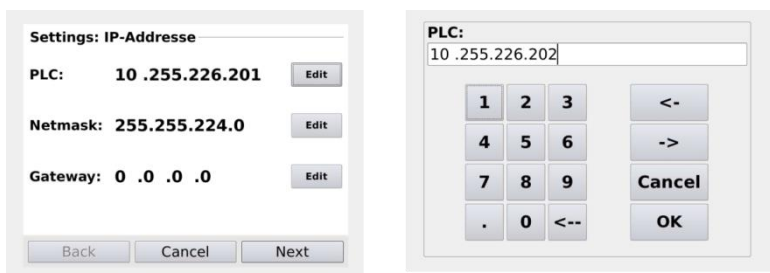 Settings: IP-Addresse
PLC: 10 .255.226.201 Edit
Netmask: 255.255.224.0 Edit
Gateway: 0 .0 .0 .0 Edit
Back Cancel Next
PLC:
10 .255.226.202
1 2 3 <-
4 5 6 ->
7 8 9 Cancel
. 0 <-- OK